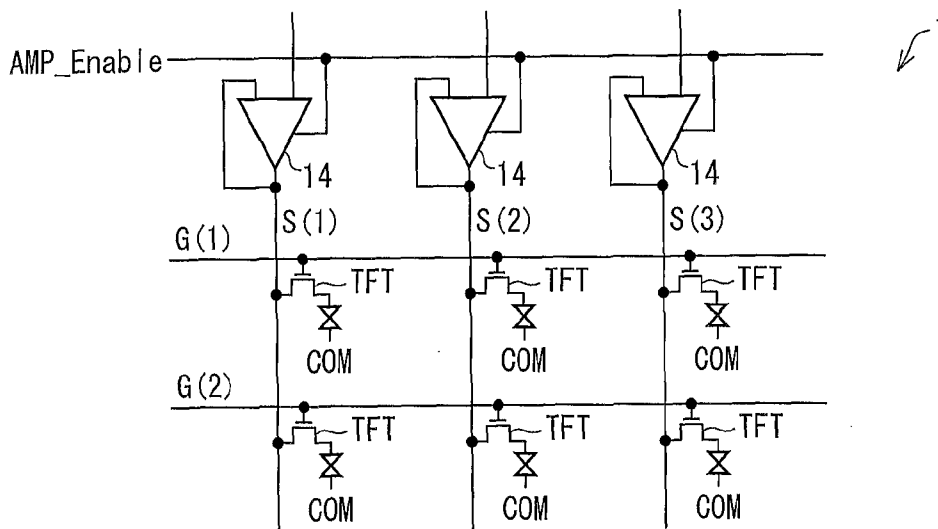 AMP_Enable
14 14 14
S(1) S(2) S(3)
G(1)
TFT TFT TFT
COM COM COM
G(2)
TFT TFT TFT
COM COM COM